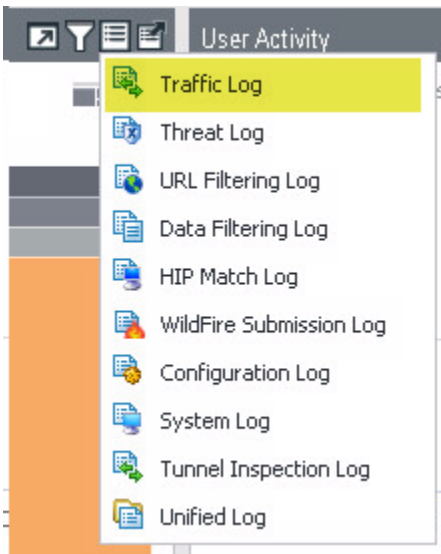 User Activity
Traffic Log
Threat Log
URL Filtering Log
Data Filtering Log
HIP Match Log
WildFire Submission Log
Configuration Log
System Log
Tunnel Inspection Log
Unified Log